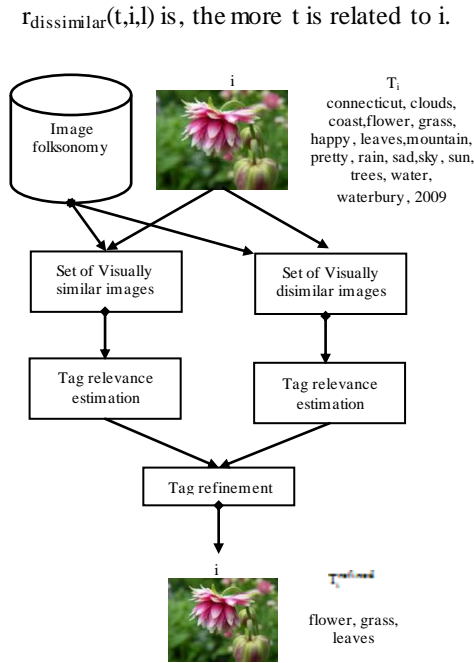 r_dissimilar(t,i,l) is, the more t is related to i.
Image
folksonomy
i
T_i
connecticut, clouds,
coast,flower, grass,
happy, leaves,mountain,
pretty, rain, sad,sky, sun,
trees, water,
waterbury, 2009
Set of Visually
similar images
Set of Visually
disimilar images
Tag relevance
estimation
Tag relevance
estimation
Tag refinement
i
T_i^refined
flower, grass,
leaves